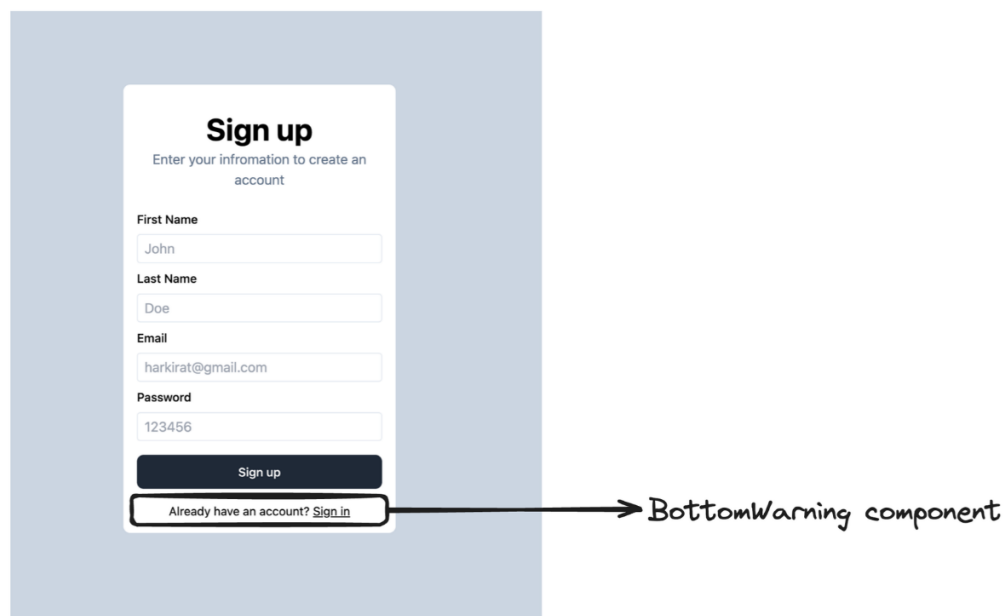 Sign up
Enter your infromation to create an
account
First Name
John
Last Name
Doe
Email
harkirat@gmail.com
Password
123456
Sign up
Already have an account? Sign in
BottomWarning component